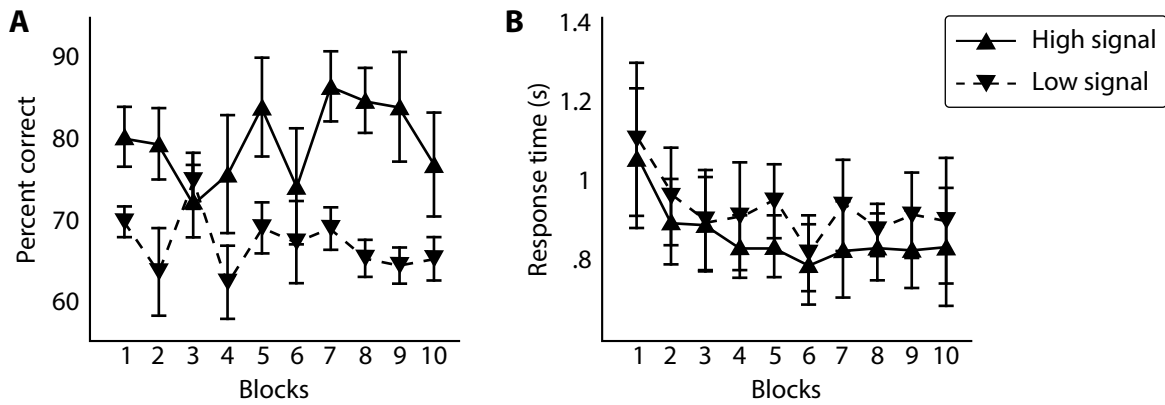 A
Percent correct
90
80
70
60
1 2 3 4 5 6 7 8 9 10
Blocks
B
Response time (s)
1.4
1.2
1
.8
1 2 3 4 5 6 7 8 9 10
Blocks
High signal
Low signal